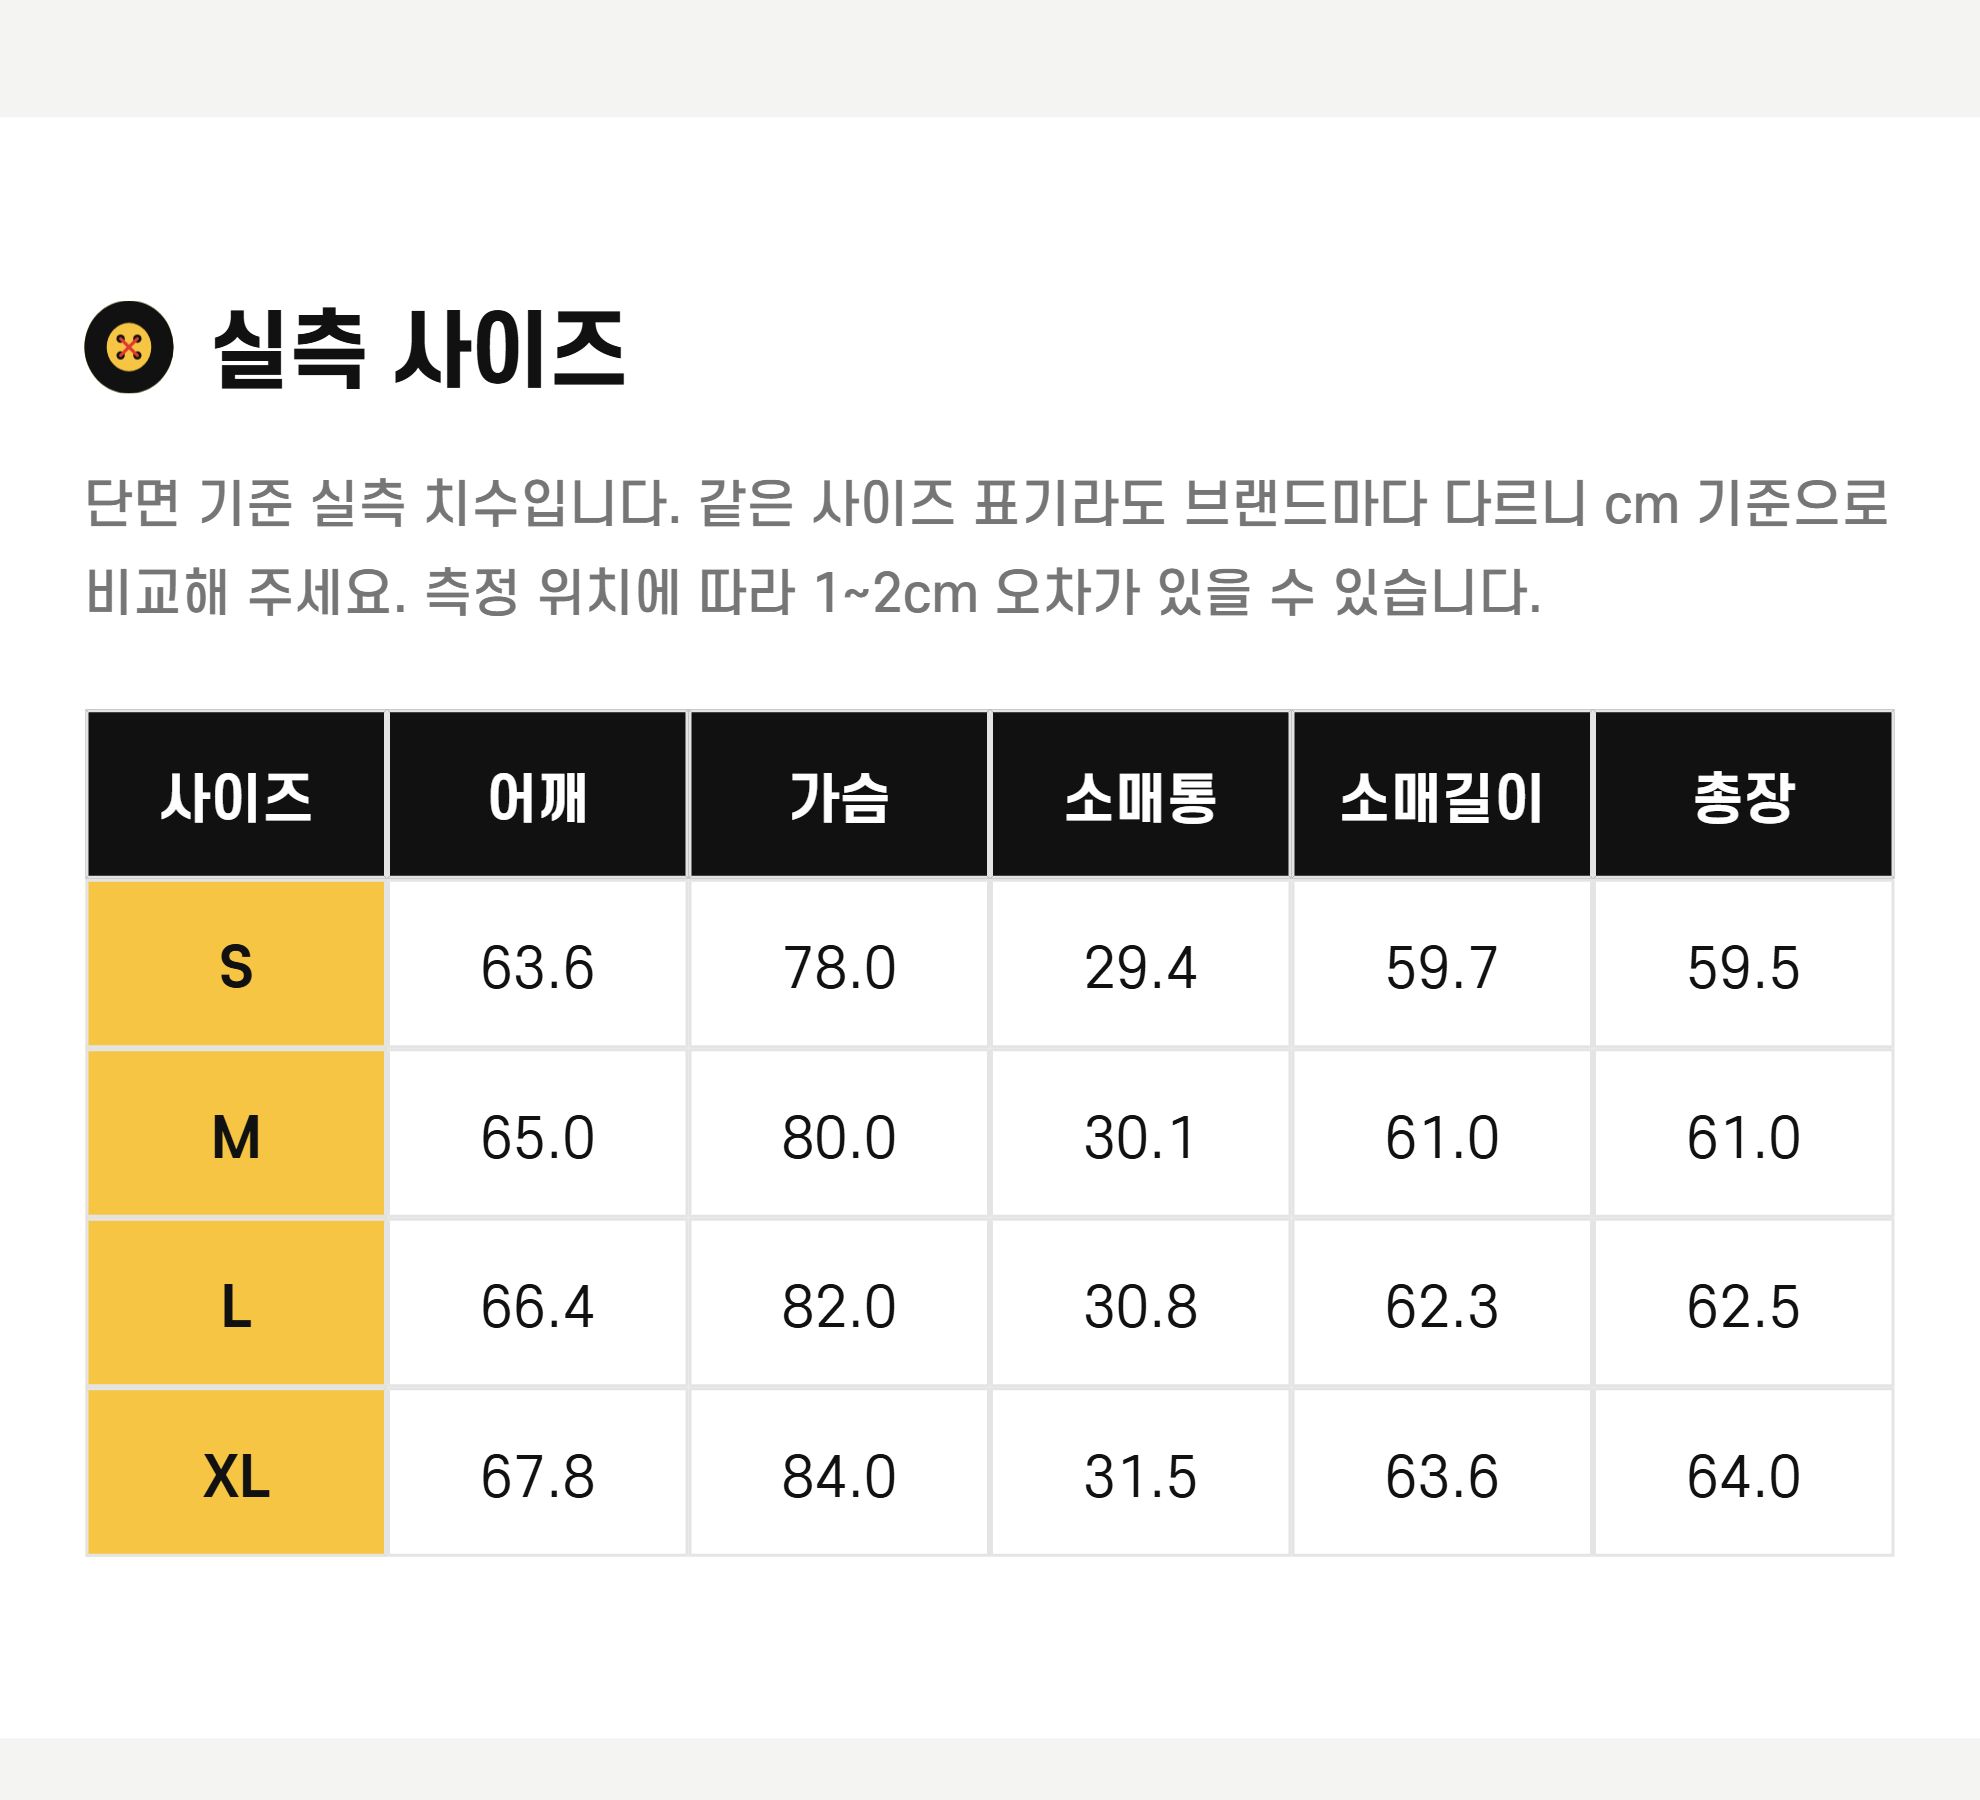 실측 사이즈
단면 기준 실측 치수입니다. 같은 사이즈 표기라도 브랜드마다 다르니 cm 기준으로
비교해 주세요. 측정 위치에 따라 1~2cm 오차가 있을 수 있습니다.
사이즈 어깨 가슴 소매통 소매길이 총장
S 63.6 78.0 29.4 59.7 59.5
M 65.0 80.0 30.1 61.0 61.0
L 66.4 82.0 30.8 62.3 62.5
XL 67.8 84.0 31.5 63.6 64.0